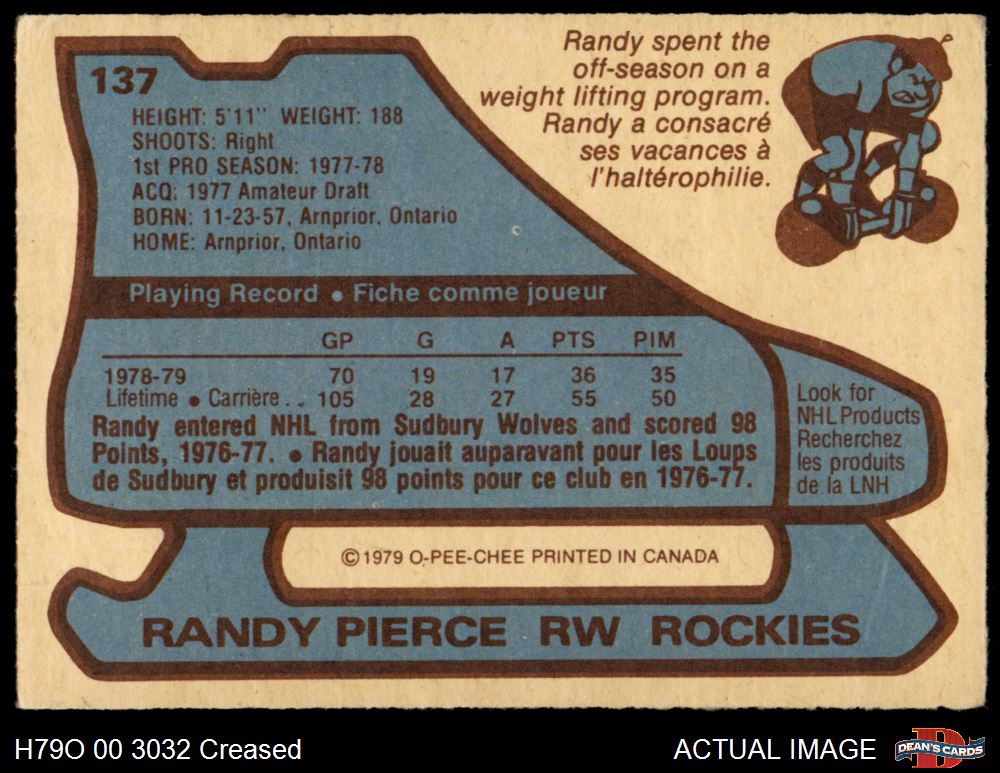 137
HEIGHT: 5'11" WEIGHT: 188
SHOOTS: Right
1st PRO SEASON: 1977-78
ACQ: 1977 Amateur Draft
BORN: 11-23-57, Arnprior, Ontario
HOME: Arnprior, Ontario
Randy spent the
off-season on a
weight lifting program.
Randy a consacré
ses vacances à
l'haltérophilie.
Playing Record • Fiche comme joueur
GP G A PTS PIM
1978-79 70 19 17 36 35
Lifetime • Carrière . . 105 28 27 55 50
Randy entered NHL from Sudbury Wolves and scored 98
Points, 1976-77. • Randy jouait auparavant pour les Loups
de Sudbury et produisit 98 points pour ce club en 1976-77.
Look for
NHL Products
Recherchez
les produits
de la LNH
©1979 O-PEE-CHEE PRINTED IN CANADA
RANDY PIERCE RW ROCKIES
H79O 00 3032 Creased
ACTUAL IMAGE
D
DEAN'S CARDS